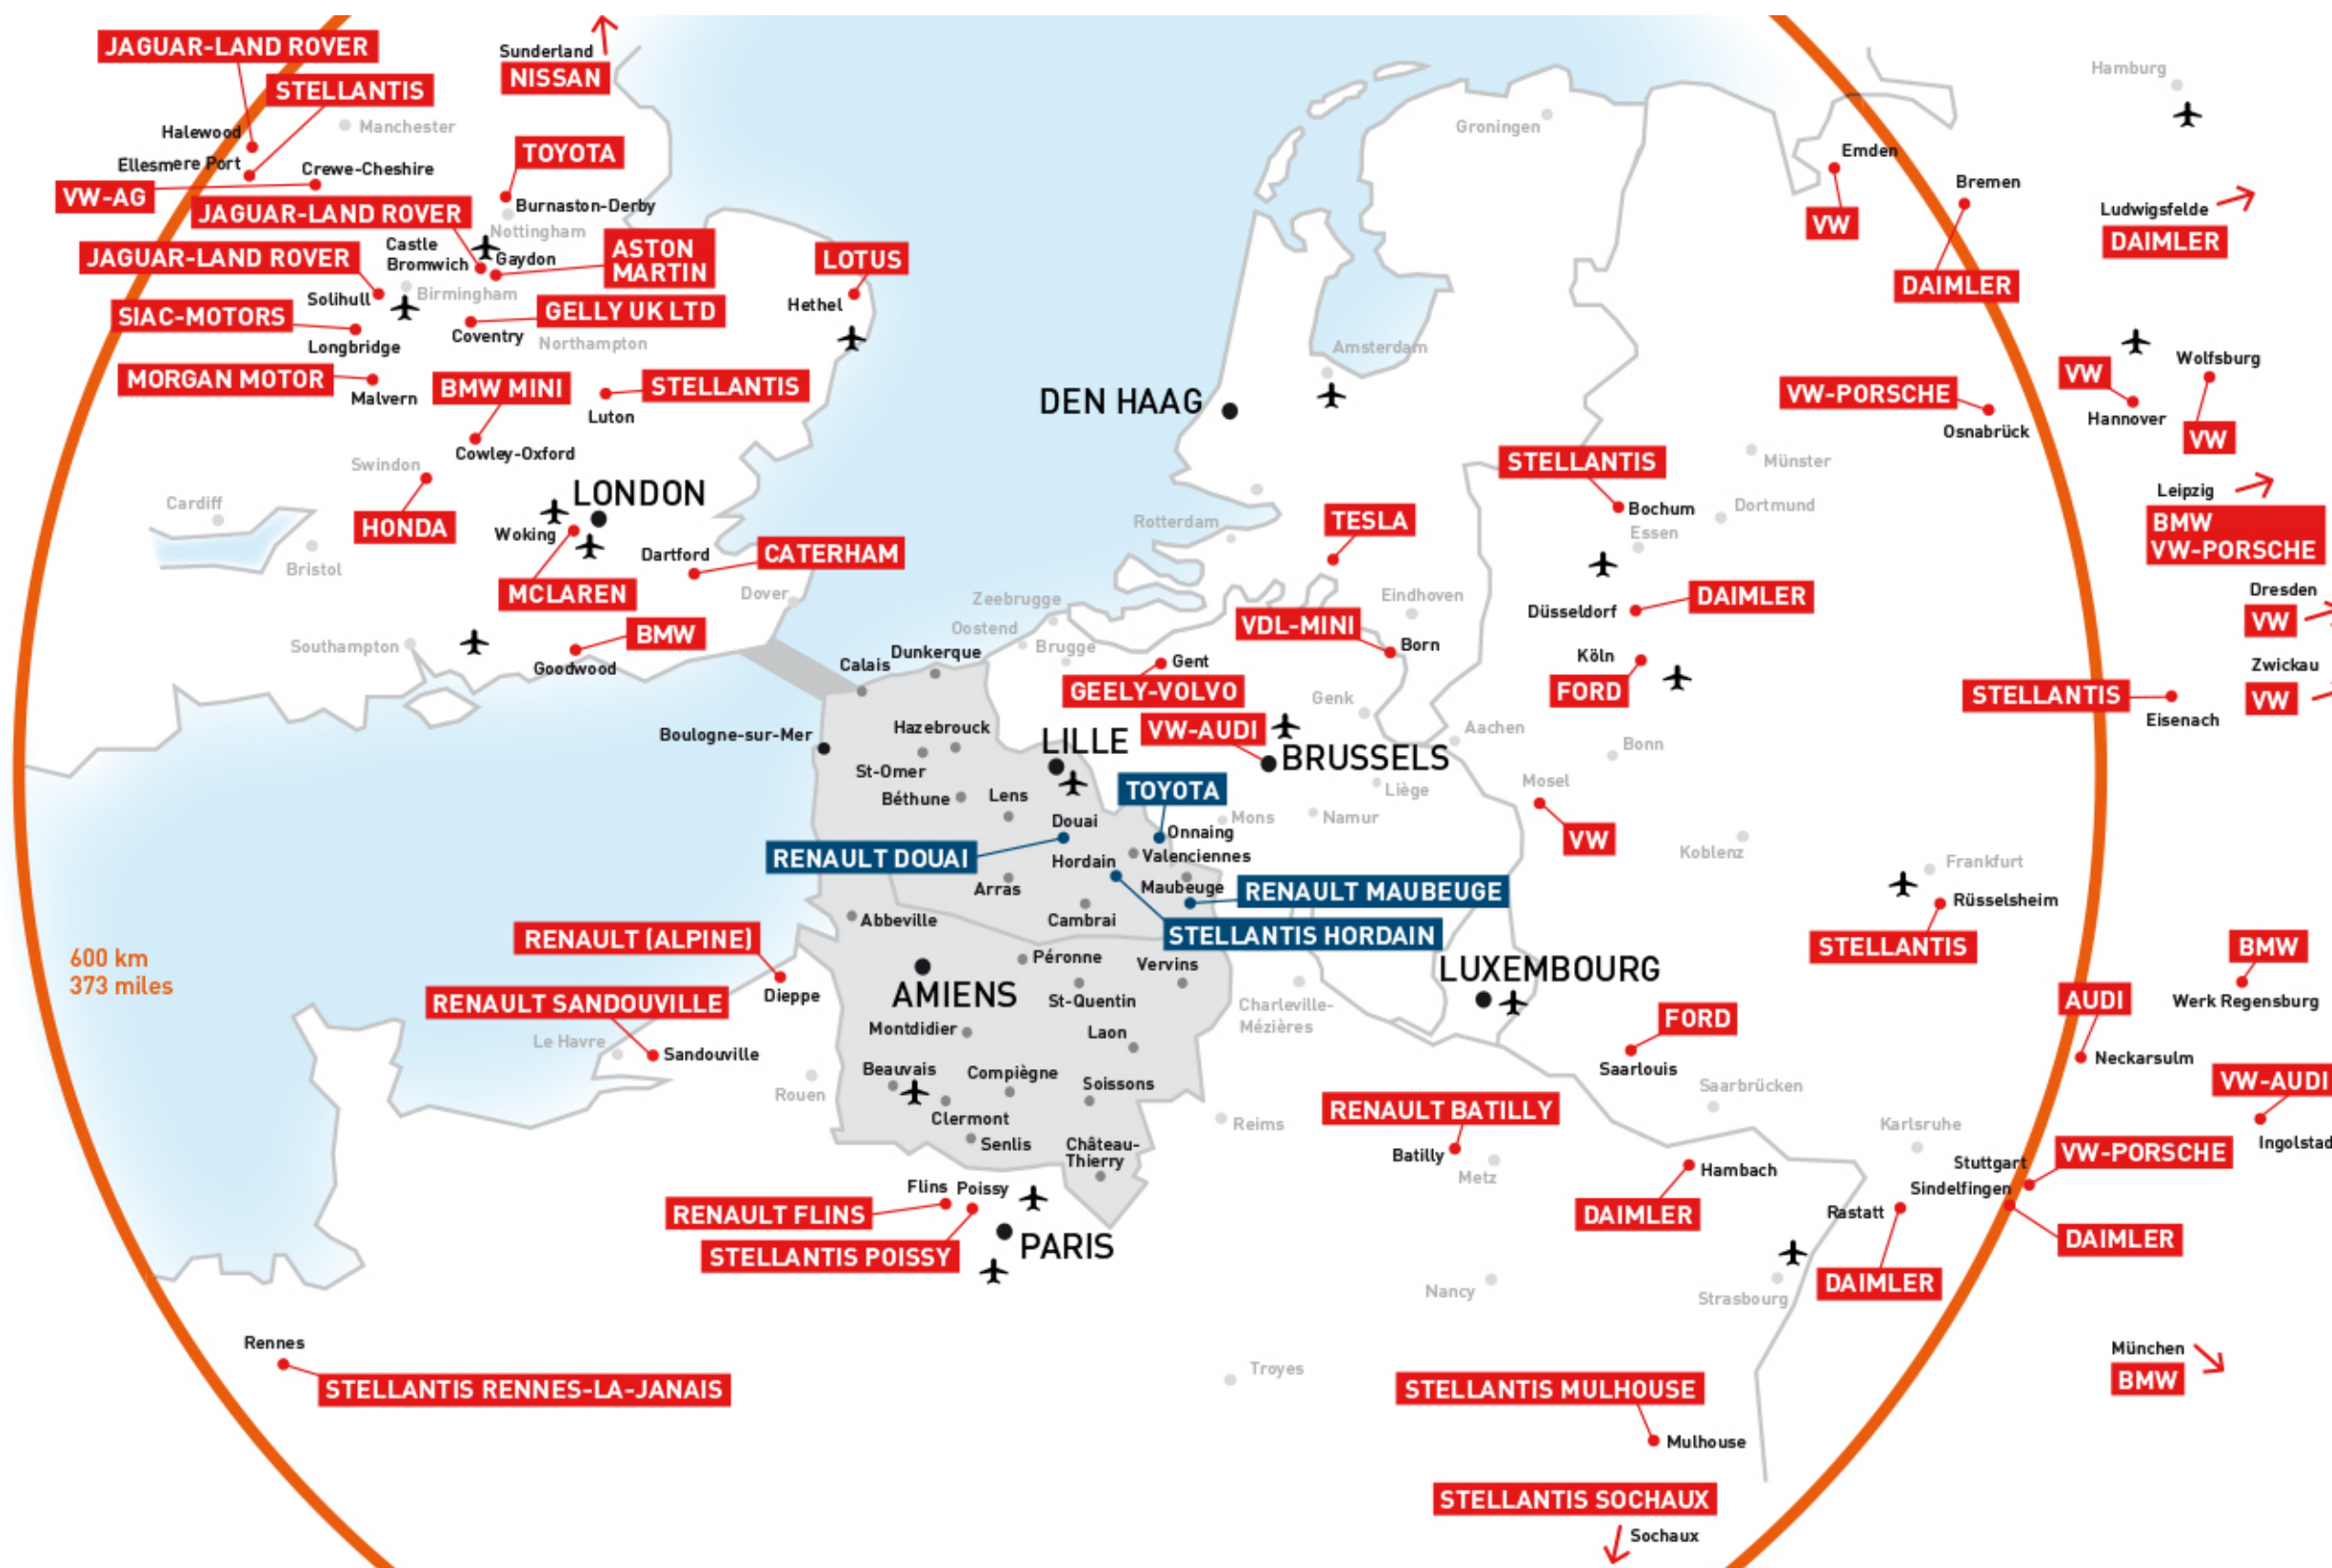 JAGUAR-LAND ROVER
STELLANTIS
Sunderland
NISSAN
Hamburg
Halewood
Manchester
Ellesmere Port
Crewe-Cheshire
VW-AG
TOYOTA
Burnaston-Derby
Nottingham
JAGUAR-LAND ROVER
Castle
Bromwich
Gaydon
ASTON
MARTIN
JAGUAR-LAND ROVER
Solihull
Birmingham
SIAC-MOTORS
Longbridge
GELLY UK LTD
Coventry
Northampton
LOTUS
Hethel
MORGAN MOTOR
Malvern
BMW MINI
Cowley-Oxford
STELLANTIS
Luton
Swindon
HONDA
Cardiff
Bristol
LONDON
Woking
MCLAREN
Dartford
CATERHAM
Dover
Southampton
BMW
Goodwood
Groningen
Amsterdam
DEN HAAG
Rotterdam
Emden
VW
Bremen
DAIMLER
Ludwigsfelde
DAIMLER
VW
Hannover
Wolfsburg
VW
VW-PORSCHE
Osnabrück
Münster
STELLANTIS
Bochum
Dortmund
Essen
Leipzig
BMW
VW-PORSCHE
Dresden
VW
Zwickau
VW
TESLA
Eindhoven
Düsseldorf
DAIMLER
VDL-MINI
Born
Köln
FORD
Zeebrugge
Oostend
Brugge
Gent
GEELY-VOLVO
Genk
Aachen
Bonn
STELLANTIS
Eisenach
VW-AUDI
BRUSSELS
Liège
Mosel
VW
Koblenz
Calais
Dunkerque
Boulogne-sur-Mer
Hazebrouck
St-Omer
LILLE
Béthune
Lens
TOYOTA
Mons
Namur
Douai
Onnaing
RENAULT DOUAI
Hordain
Valenciennes
Arras
Maubeuge
RENAULT MAUBEUGE
Abbeville
Cambrai
STELLANTIS HORDAIN
Frankfurt
Rüsselsheim
STELLANTIS
BMW
Werk Regensburg
600 km
373 miles
RENAULT (ALPINE)
Dieppe
AMIENS
Péronne
Vervins
St-Quentin
LUXEMBOURG
Charleville-
Mézières
RENAULT SANDOUVILLE
Le Havre
Sandouville
Montdidier
Laon
FORD
Saarlouis
Saarbrücken
AUDI
Neckarsulm
Rouen
Beauvais
Compiègne
Soissons
Clermont
Senlis
Château-
Thierry
Reims
RENAULT BATILLY
Batilly
Metz
Hambach
DAIMLER
Karlsruhe
VW-AUDI
Ingolstad
Stuttgart
VW-PORSCHE
Sindelfingen
DAIMLER
Rastatt
DAIMLER
Strasbourg
Flins
Poissy
RENAULT FLINS
STELLANTIS POISSY
PARIS
Nancy
Rennes
STELLANTIS RENNES-LA-JANAIS
Troyes
STELLANTIS MULHOUSE
Mulhouse
München
BMW
STELLANTIS SOCHAUX
Sochaux